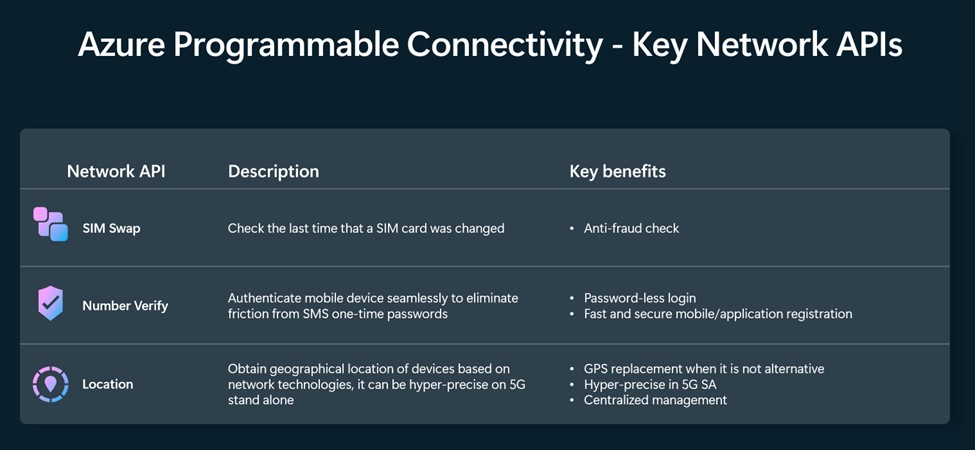 Azure Programmable Connectivity - Key Network APIs
Network API Description Key benefits
SIM Swap
Check the last time that a SIM card was changed
• Anti-fraud check
Number Verify
Authenticate mobile device seamlessly to eliminate
friction from SMS one-time passwords
• Password-less login
• Fast and secure mobile/application registration
Location
Obtain geographical location of devices based on
network technologies, it can be hyper-precise on 5G
stand alone
• GPS replacement when it is not alternative
• Hyper-precise in 5G SA
• Centralized management